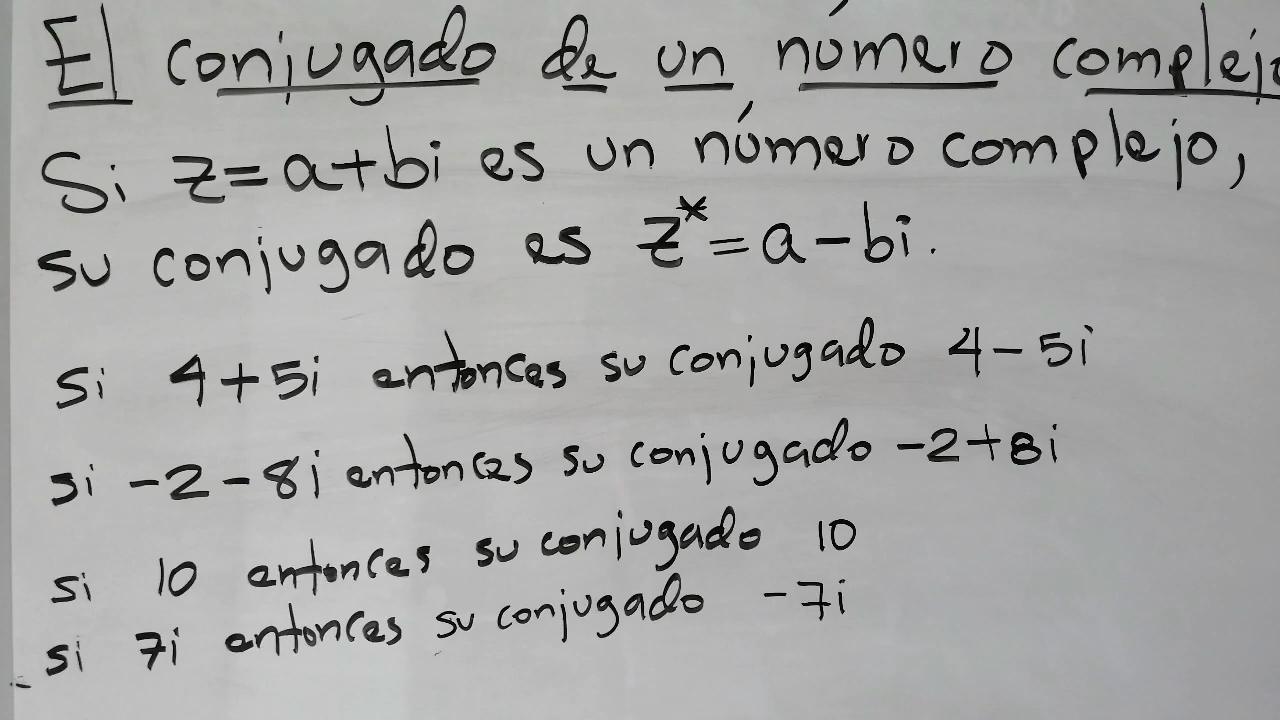 El conjugado de un número complejo
Si z=a+bi es un número complejo,
su conjugado es z*=a-bi.
si 4+5i entonces su conjugado 4-5i
si -2-8i entonces su conjugado -2+8i
si 10 entonces su conjugado 10
si 7i entonces su conjugado -7i